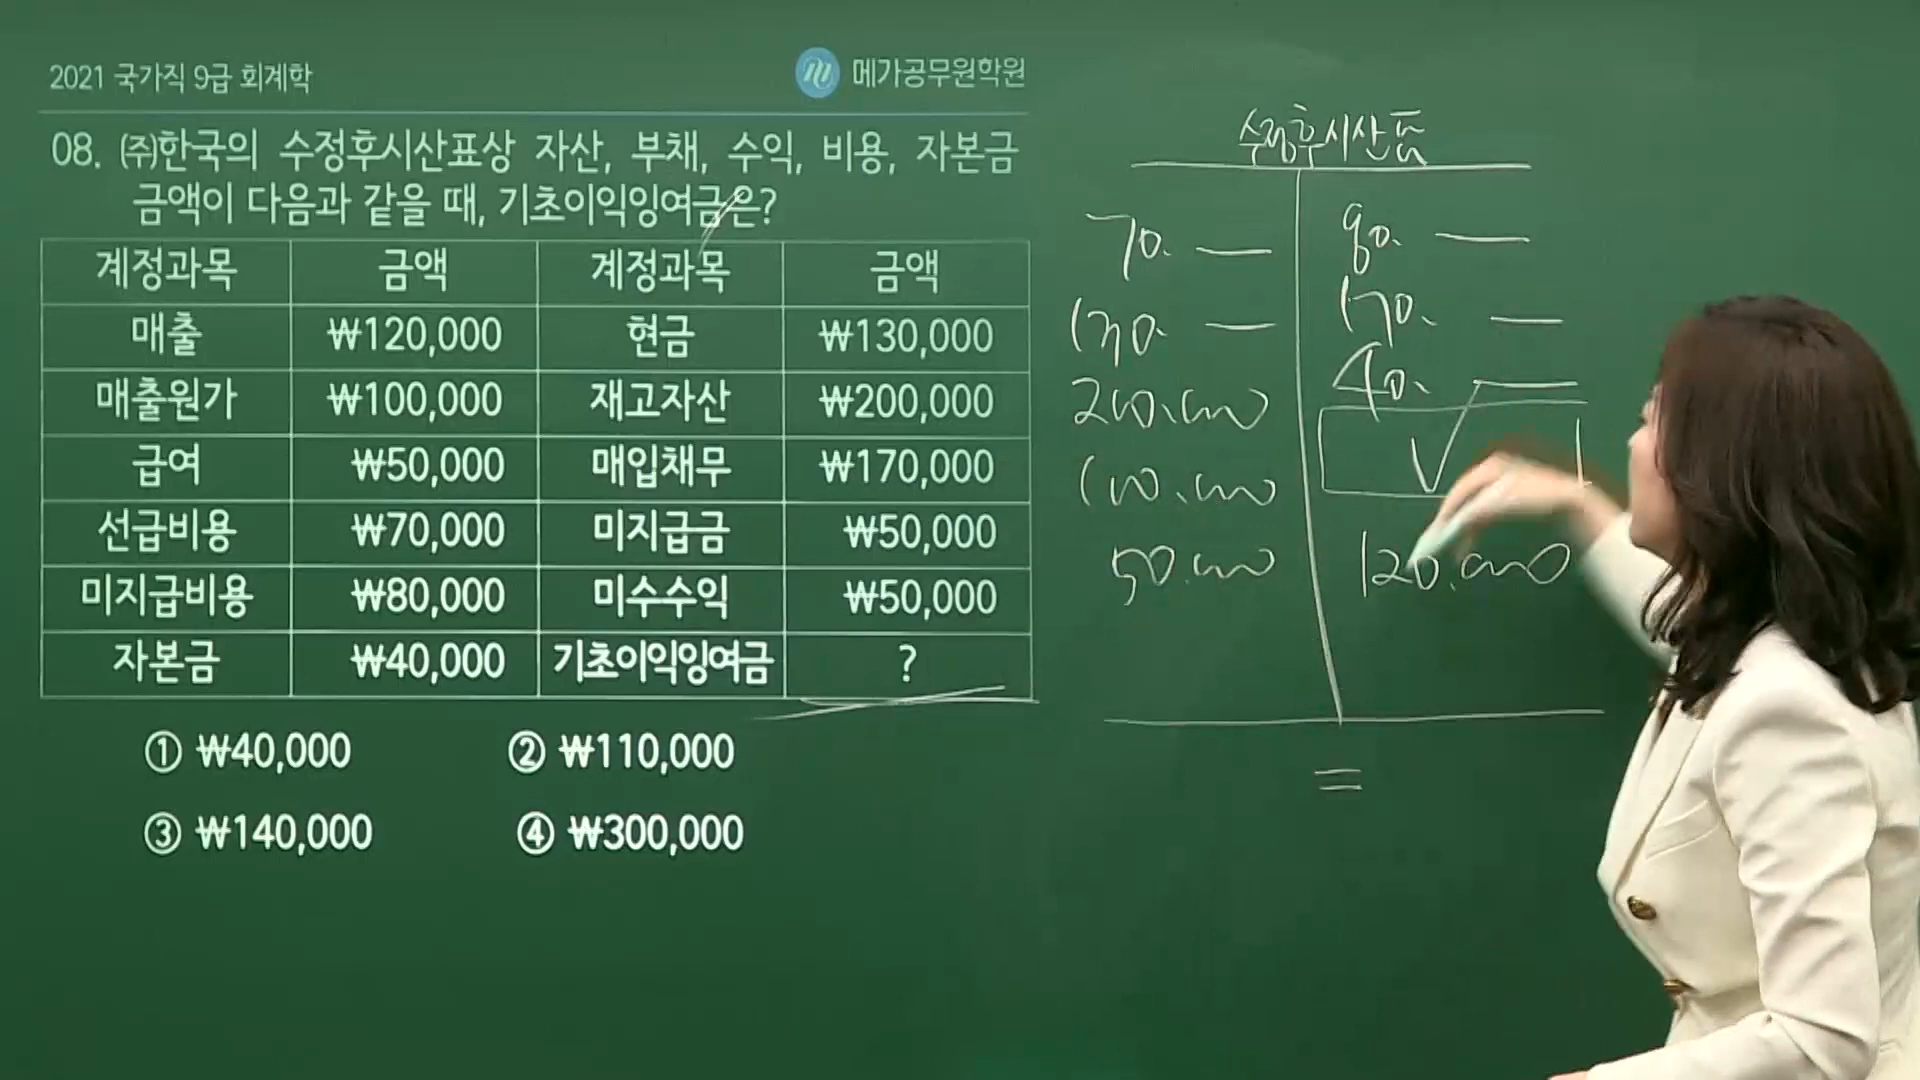 2021 국가직 9급 회계학
메가공무원학원
08. ㈜한국의 수정후시산표상 자산, 부채, 수익, 비용, 자본금
금액이 다음과 같을 때, 기초이익잉여금은?
계정과목 금액 계정과목 금액
매출 ₩120,000 현금 ₩130,000
매출원가 ₩100,000 재고자산 ₩200,000
급여 ₩50,000 매입채무 ₩170,000
선급비용 ₩70,000 미지급금 ₩50,000
미지급비용 ₩80,000 미수수익 ₩50,000
자본금 ₩40,000 기초이익잉여금 ?
① ₩40,000 ② ₩110,000
③ ₩140,000 ④ ₩300,000
수정후시산표
70. — 80. —
130. — 170. —
200.000 40. —
100.000
50.000 120.000
=